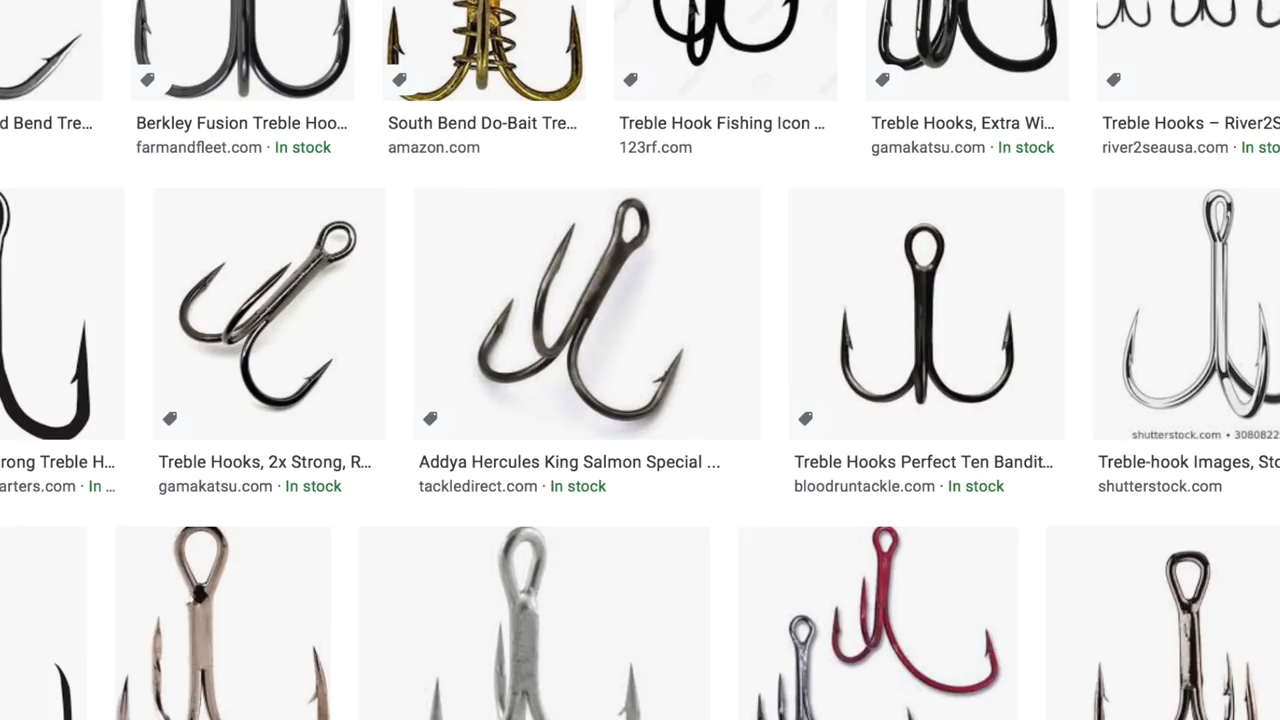 d Bend Tre...
Berkley Fusion Treble Hoo...
South Bend Do-Bait Tre...
Treble Hook Fishing Icon ...
Treble Hooks, Extra Wi...
Treble Hooks – River2S
farmandfleet.com · In stock
amazon.com
123rf.com
gamakatsu.com · In stock
river2seausa.com · In sto
shutterstock.com • 3080822
rong Treble H...
Treble Hooks, 2x Strong, R...
Addya Hercules King Salmon Special ...
Treble Hooks Perfect Ten Bandit...
Treble-hook Images, Sto
arters.com · In ...
gamakatsu.com · In stock
tackledirect.com · In stock
bloodruntackle.com · In stock
shutterstock.com